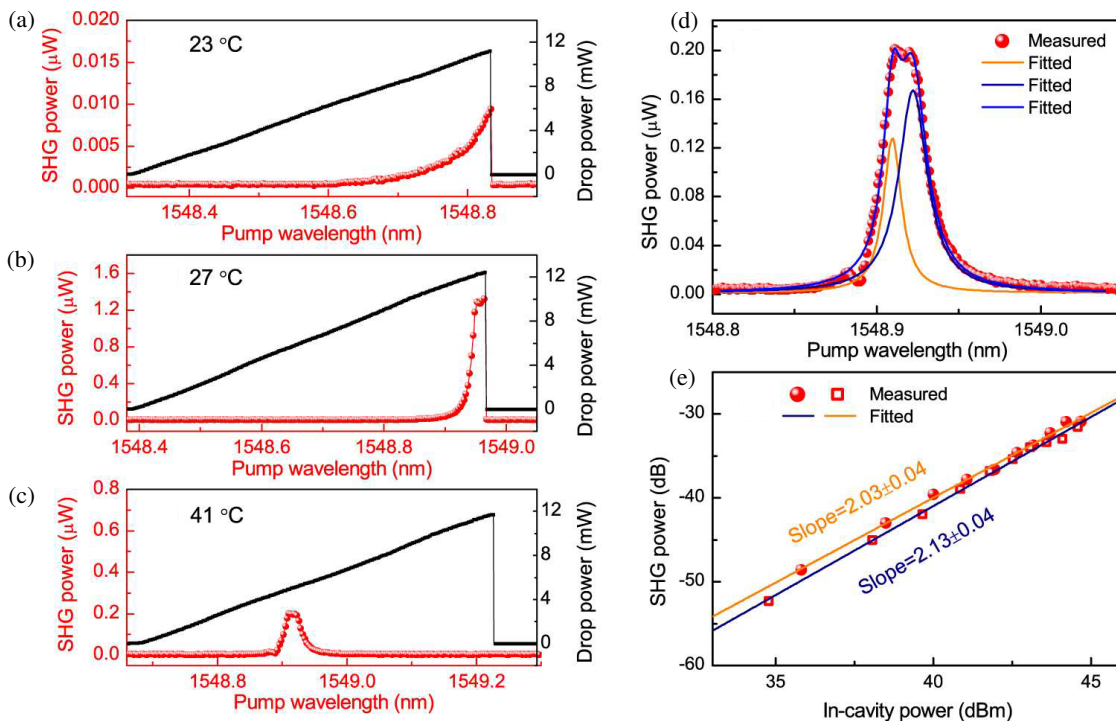 (a)
23 °C
SHG power (μW)
0.020
0.015
0.010
0.005
0.000
Drop power (mW)
12
8
4
0
1548.4 1548.6 1548.8
Pump wavelength (nm)
(b)
27 °C
SHG power (μW)
1.6
1.2
0.8
0.4
0.0
Drop power (mW)
12
8
4
0
1548.4 1548.6 1548.8 1549.0
Pump wavelength (nm)
(c)
41 °C
SHG power (μW)
0.8
0.6
0.4
0.2
0.0
Drop power (mW)
12
8
4
0
1548.8 1549.0 1549.2
Pump wavelength (nm)
(d)
Measured
Fitted
Fitted
Fitted
SHG power (μW)
0.20
0.16
0.12
0.08
0.04
0.00
1548.8 1548.9 1549.0
Pump wavelength (nm)
(e)
Measured
Fitted
Slope=2.03±0.04
Slope=2.13±0.04
SHG power (dB)
-30
-40
-50
-60
35 40 45
In-cavity power (dBm)